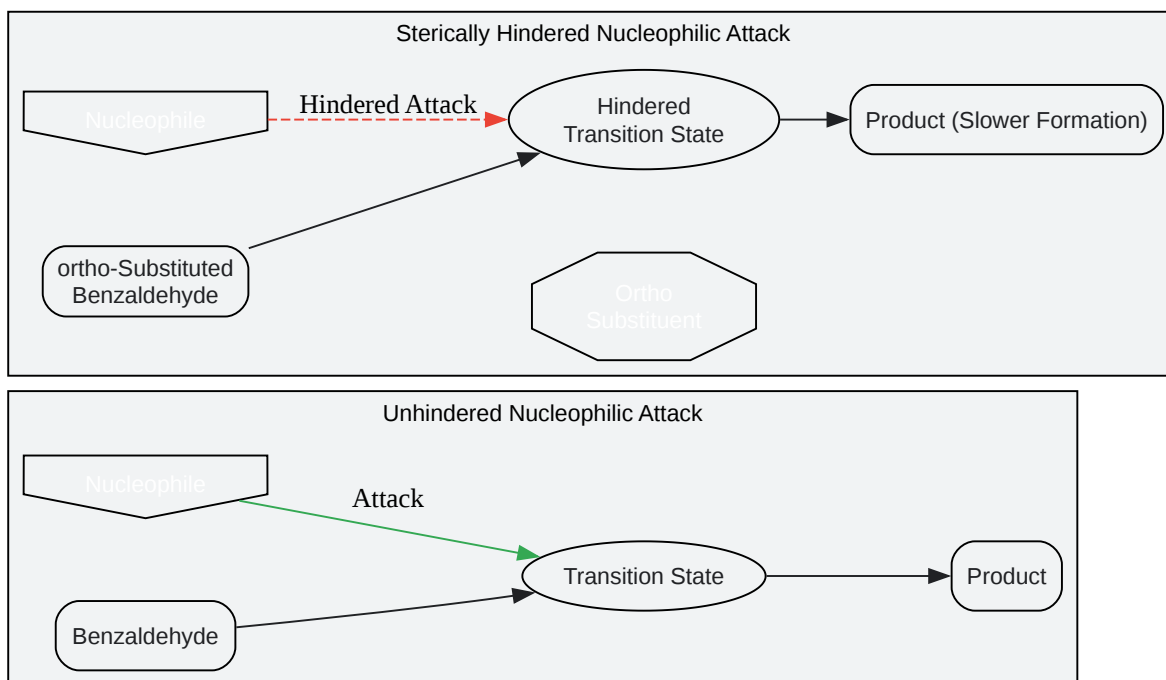 Sterically Hindered Nucleophilic Attack
Nucleophile
Hindered Attack
Hindered
Transition State
Product (Slower Formation)
ortho-Substituted
Benzaldehyde
Ortho
Substituent
Unhindered Nucleophilic Attack
Nucleophile
Attack
Transition State
Product
Benzaldehyde